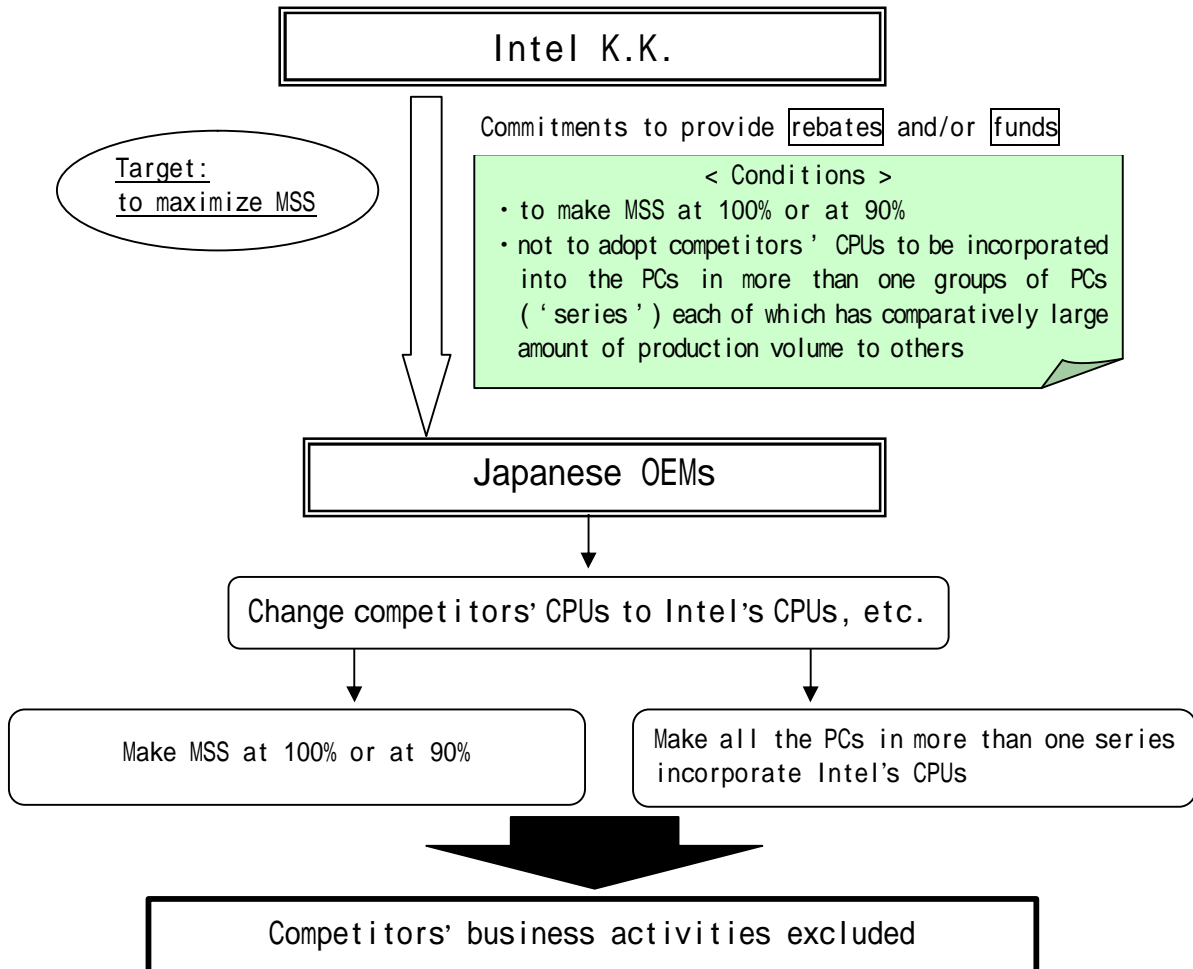 Intel K.K.
Commitments to provide rebates and/or funds
Target:
to maximize MSS
< Conditions >
・to make MSS at 100% or at 90%
・not to adopt competitors’ CPUs to be incorporated
into the PCs in more than one groups of PCs
(‘series’) each of which has comparatively large
amount of production volume to others
Japanese OEMs
Change competitors’ CPUs to Intel’s CPUs, etc.
Make MSS at 100% or at 90%
Make all the PCs in more than one series
incorporate Intel’s CPUs
Competitors’ business activities excluded